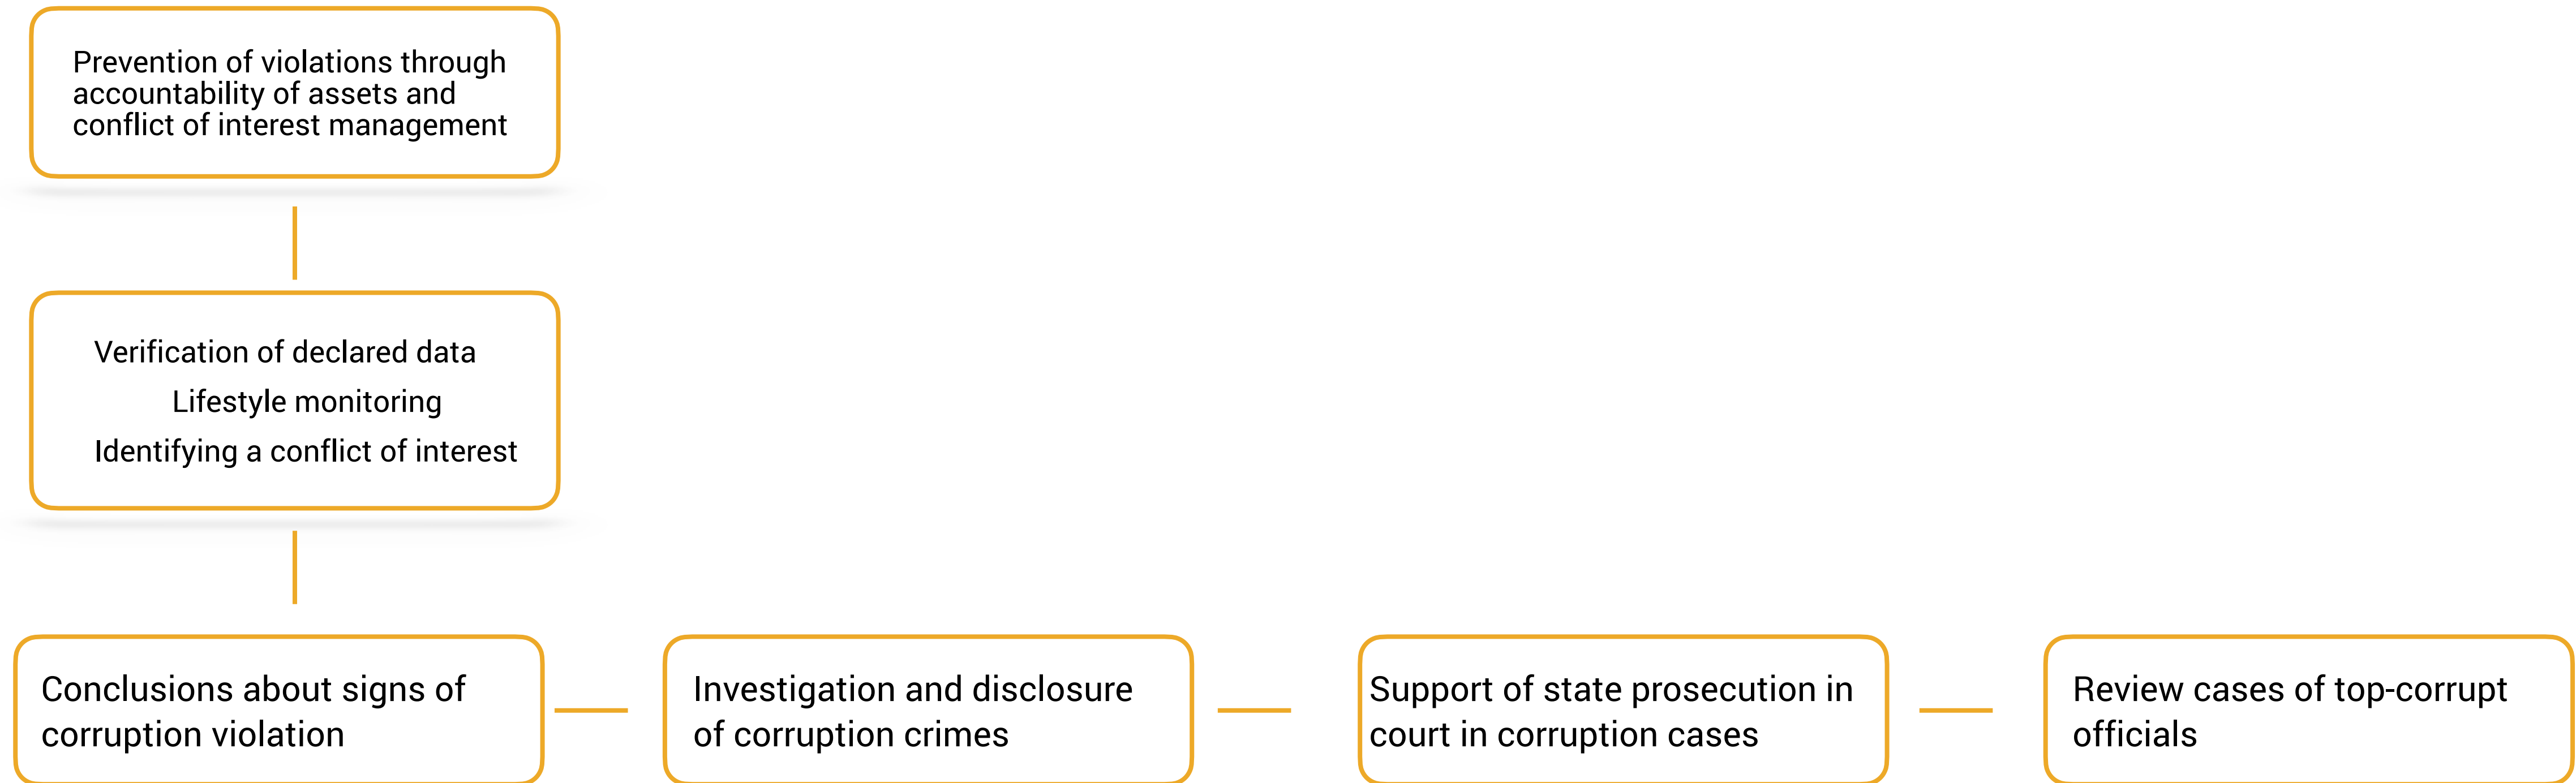 Prevention of violations through
accountability of assets and
conflict of interest management
Verification of declared data
Lifestyle monitoring
Identifying a conflict of interest
Conclusions about signs of
corruption violation
Investigation and disclosure
of corruption crimes
Support of state prosecution in
court in corruption cases
Review cases of top-corrupt
officials